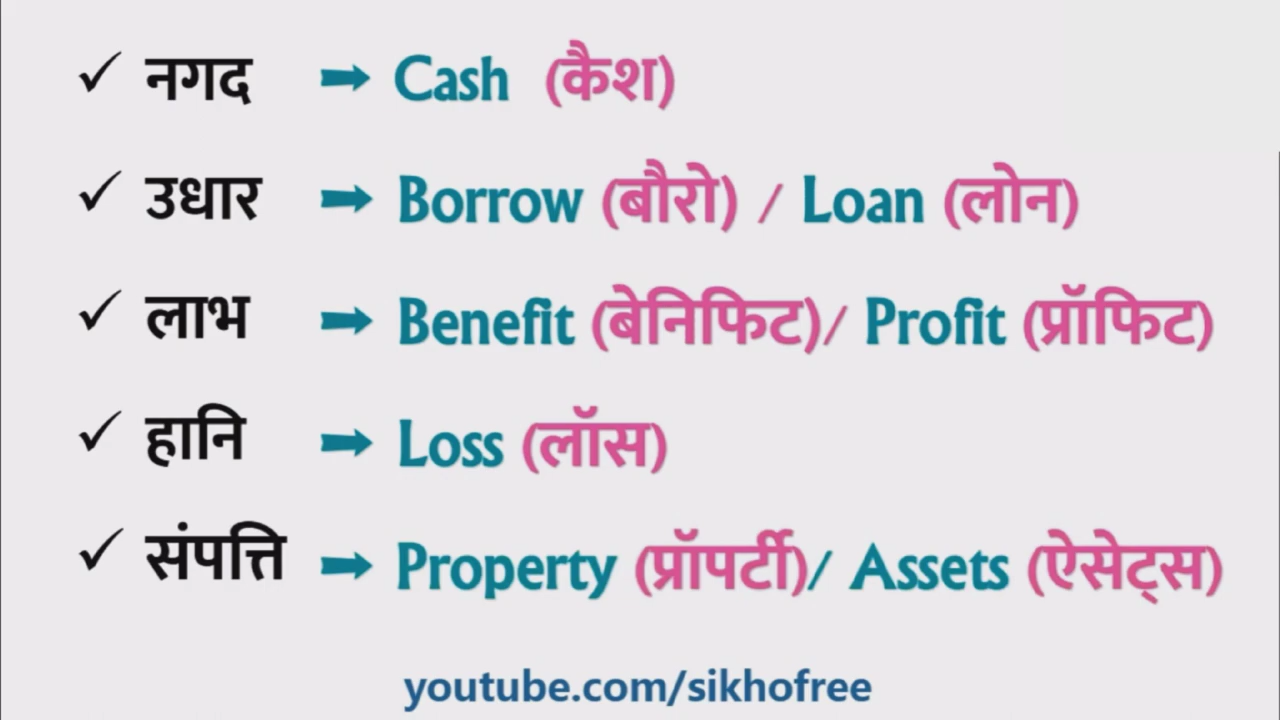 ✓ नगद ➡ Cash (कैश)
✓ उधार ➡ Borrow (बौरो) / Loan (लोन)
✓ लाभ ➡ Benefit (बेनिफिट)/ Profit (प्रॉफिट)
✓ हानि ➡ Loss (लॉस)
✓ संपत्ति ➡ Property (प्रॉपर्टी)/ Assets (ऐसेट्स)
youtube.com/sikhofree